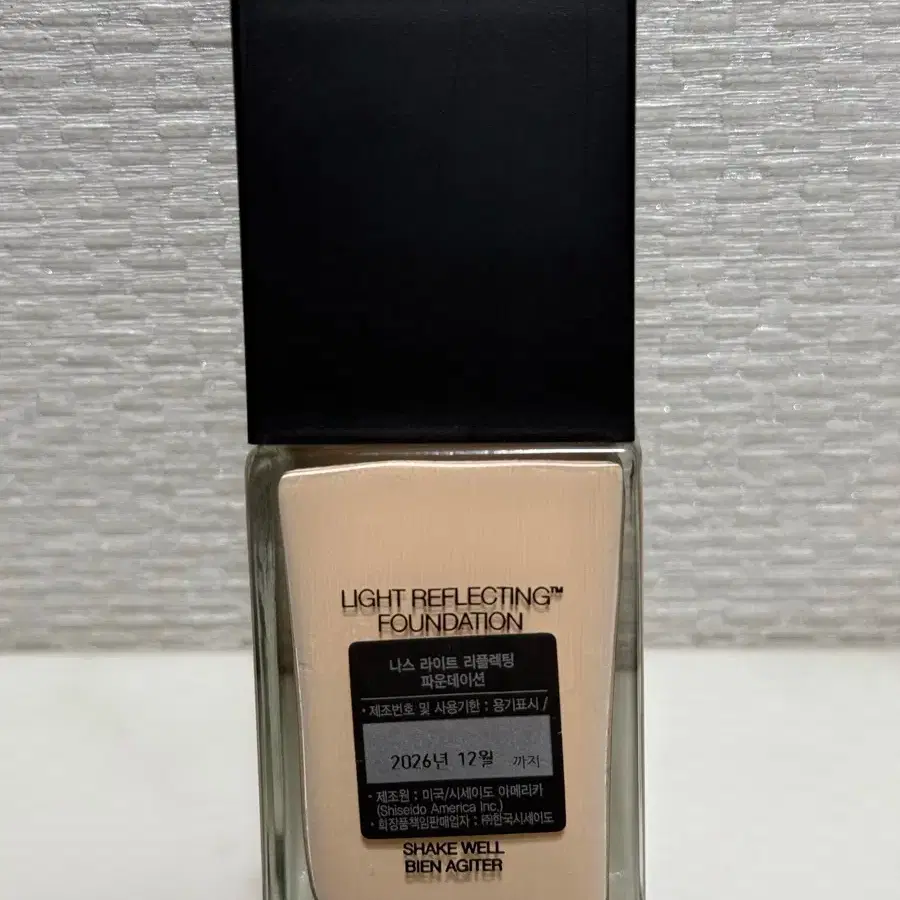 LIGHT REFLECTING™
FOUNDATION
나스 라이트 리플렉팅
파운데이션
· 제조번호 및 사용기한 : 용기표시 /
2026년 12월 까지
· 제조원 : 미국/시세이도 아메리카
(Shiseido America Inc.)
· 화장품책임판매업자 : ㈜한국시세이도
SHAKE WELL
BIEN AGITER